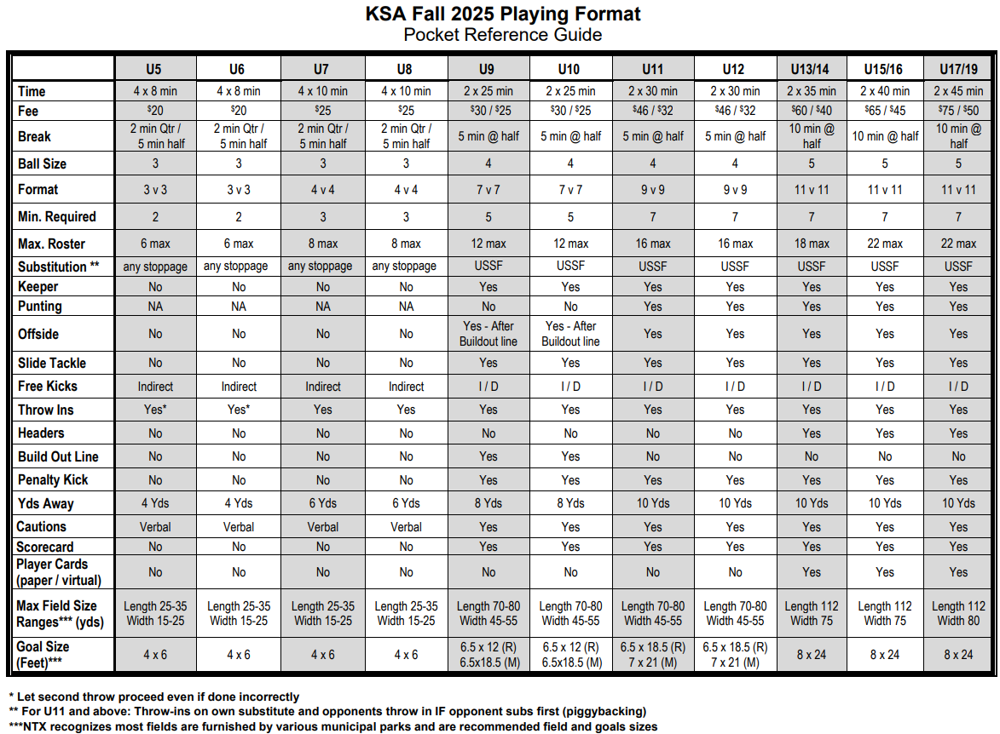 KSA Fall 2025 Playing Format
Pocket Reference Guide
U5 U6 U7 U8 U9 U10 U11 U12 U13/14 U15/16 U17/19
Time 4 x 8 min 4 x 8 min 4 x 10 min 4 x 10 min 2 x 25 min 2 x 25 min 2 x 30 min 2 x 30 min 2 x 35 min 2 x 40 min 2 x 45 min
Fee $20 $20 $25 $25 $30 / $25 $30 / $25 $46 / $32 $46 / $32 $60 / $40 $65 / $45 $75 / $50
Break 2 min Qtr / 5 min half 2 min Qtr / 5 min half 2 min Qtr / 5 min half 2 min Qtr / 5 min half 5 min @ half 5 min @ half 5 min @ half 5 min @ half 10 min @ half 10 min @ half 10 min @ half
Ball Size 3 3 3 3 4 4 4 4 5 5 5
Format 3 v 3 3 v 3 4 v 4 4 v 4 7 v 7 7 v 7 9 v 9 9 v 9 11 v 11 11 v 11 11 v 11
Min. Required 2 2 3 3 5 5 7 7 7 7 7
Max. Roster 6 max 6 max 8 max 8 max 12 max 12 max 16 max 16 max 18 max 22 max 22 max
Substitution ** any stoppage any stoppage any stoppage any stoppage USSF USSF USSF USSF USSF USSF USSF
Keeper No No No No Yes Yes Yes Yes Yes Yes Yes
Punting NA NA NA NA No No Yes Yes Yes Yes Yes
Offside No No No No Yes - After Buildout line Yes - After Buildout line Yes Yes Yes Yes Yes
Slide Tackle No No No No Yes Yes Yes Yes Yes Yes Yes
Free Kicks Indirect Indirect Indirect Indirect I / D I / D I / D I / D I / D I / D I / D
Throw Ins Yes* Yes* Yes Yes Yes Yes Yes Yes Yes Yes Yes
Headers No No No No No No No No Yes Yes Yes
Build Out Line No No No No Yes Yes No No No No No
Penalty Kick No No No No Yes Yes Yes Yes Yes Yes Yes
Yds Away 4 Yds 4 Yds 6 Yds 6 Yds 8 Yds 8 Yds 10 Yds 10 Yds 10 Yds 10 Yds 10 Yds
Cautions Verbal Verbal Verbal Verbal Yes Yes Yes Yes Yes Yes Yes
Scorecard No No No No Yes Yes Yes Yes Yes Yes Yes
Player Cards (paper / virtual) No No No No No No No No Yes Yes Yes
Max Field Size Ranges*** (yds) Length 25-35 Width 15-25 Length 25-35 Width 15-25 Length 25-35 Width 15-25 Length 25-35 Width 15-25 Length 70-80 Width 45-55 Length 70-80 Width 45-55 Length 70-80 Width 45-55 Length 70-80 Width 45-55 Length 112 Width 75 Length 112 Width 75 Length 112 Width 80
Goal Size (Feet)*** 4 x 6 4 x 6 4 x 6 4 x 6 6.5 x 12 (R) 6.5x18.5 (M) 6.5 x 12 (R) 6.5x18.5 (M) 6.5 x 18.5 (R) 7 x 21 (M) 6.5 x 18.5 (R) 7 x 21 (M) 8 x 24 8 x 24 8 x 24
* Let second throw proceed even if done incorrectly
** For U11 and above: Throw-ins on own substitute and opponents throw in IF opponent subs first (piggybacking)
***NTX recognizes most fields are furnished by various municipal parks and are recommended field and goals sizes